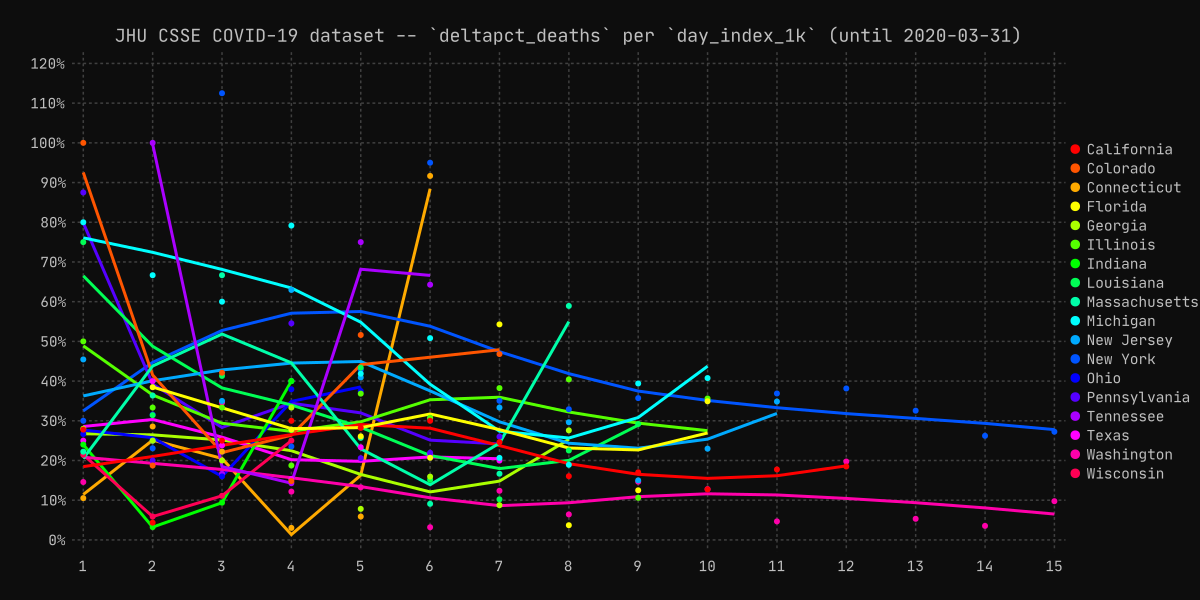 JHU CSSE COVID-19 dataset -- `deltapct_deaths` per `day_index_1k` (until 2020-03-31)
120%
110%
100%
90%
80%
70%
60%
50%
40%
30%
20%
10%
0%
1 2 3 4 5 6 7 8 9 10 11 12 13 14 15
California
Colorado
Connecticut
Florida
Georgia
Illinois
Indiana
Louisiana
Massachusetts
Michigan
New Jersey
New York
Ohio
Pennsylvania
Tennessee
Texas
Washington
Wisconsin